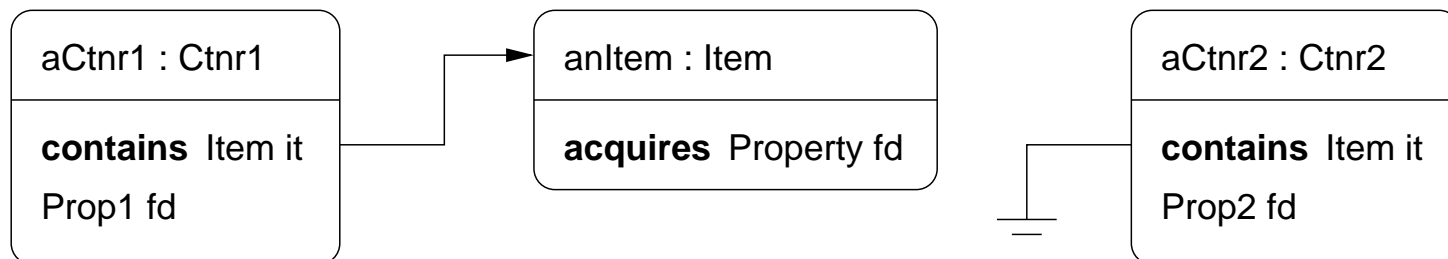 aCtnr1 : Ctnr1
contains Item it
Prop1 fd
anItem : Item
acquires Property fd
aCtnr2 : Ctnr2
contains Item it
Prop2 fd